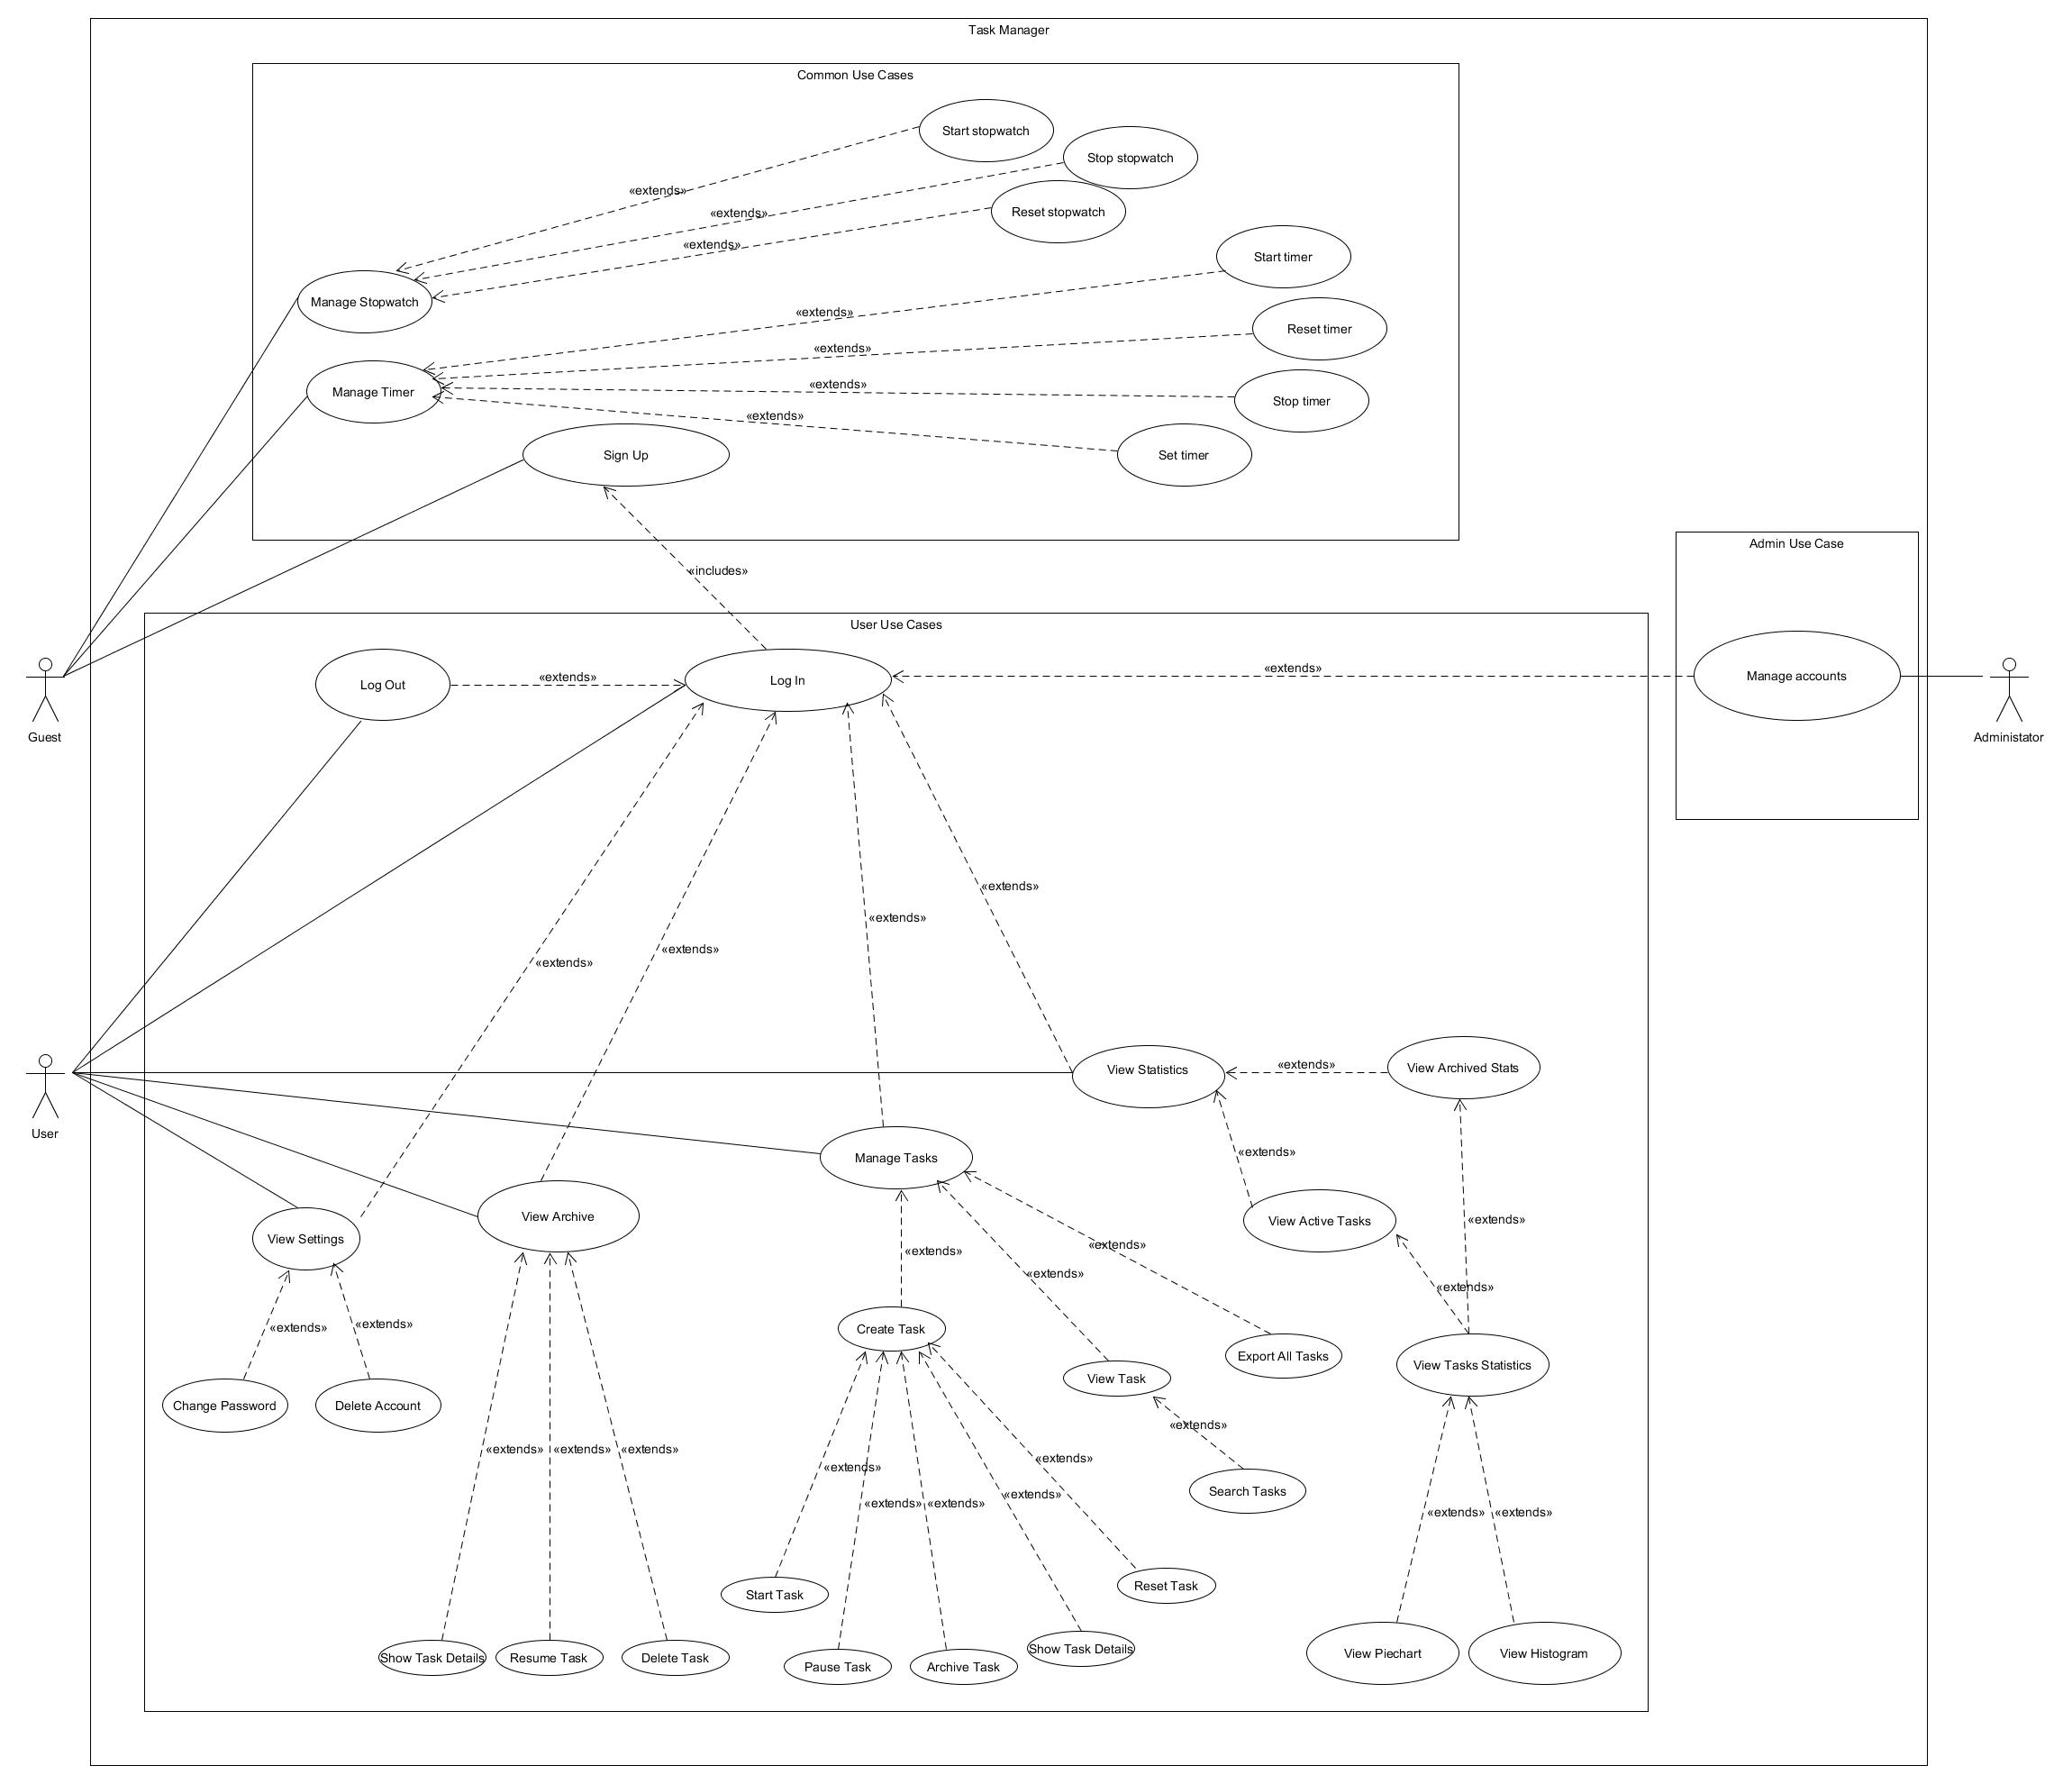 Task Manager
Common Use Cases
Start stopwatch
Stop stopwatch
«extends»
Reset stopwatch
«extends»
«extends»
Start timer
Manage Stopwatch
«extends»
Reset timer
«extends»
«extends»
Manage Timer
Stop timer
«extends»
Sign Up
Set timer
Admin Use Case
«includes»
User Use Cases
«extends»
Manage accounts
«extends»
Log In
Log Out
Guest
Administator
«extends»
«extends»
«extends»
«extends»
«extends»
View Archived Stats
View Statistics
User
«extends»
Manage Tasks
View Archive
«extends»
View Active Tasks
View Settings
«extends»
«extends»
«extends»
«extends»
«extends»
«extends»
Create Task
Export All Tasks
View Tasks Statistics
View Task
Change Password
Delete Account
«extends»
«extends»
«extends»
«extends»
«extends»
«extends»
Search Tasks
«extends»
«extends»
«extends»
«extends»
«extends»
Reset Task
Start Task
Show Task Details
View Piechart
View Histogram
Show Task Details
Resume Task
Delete Task
Pause Task
Archive Task